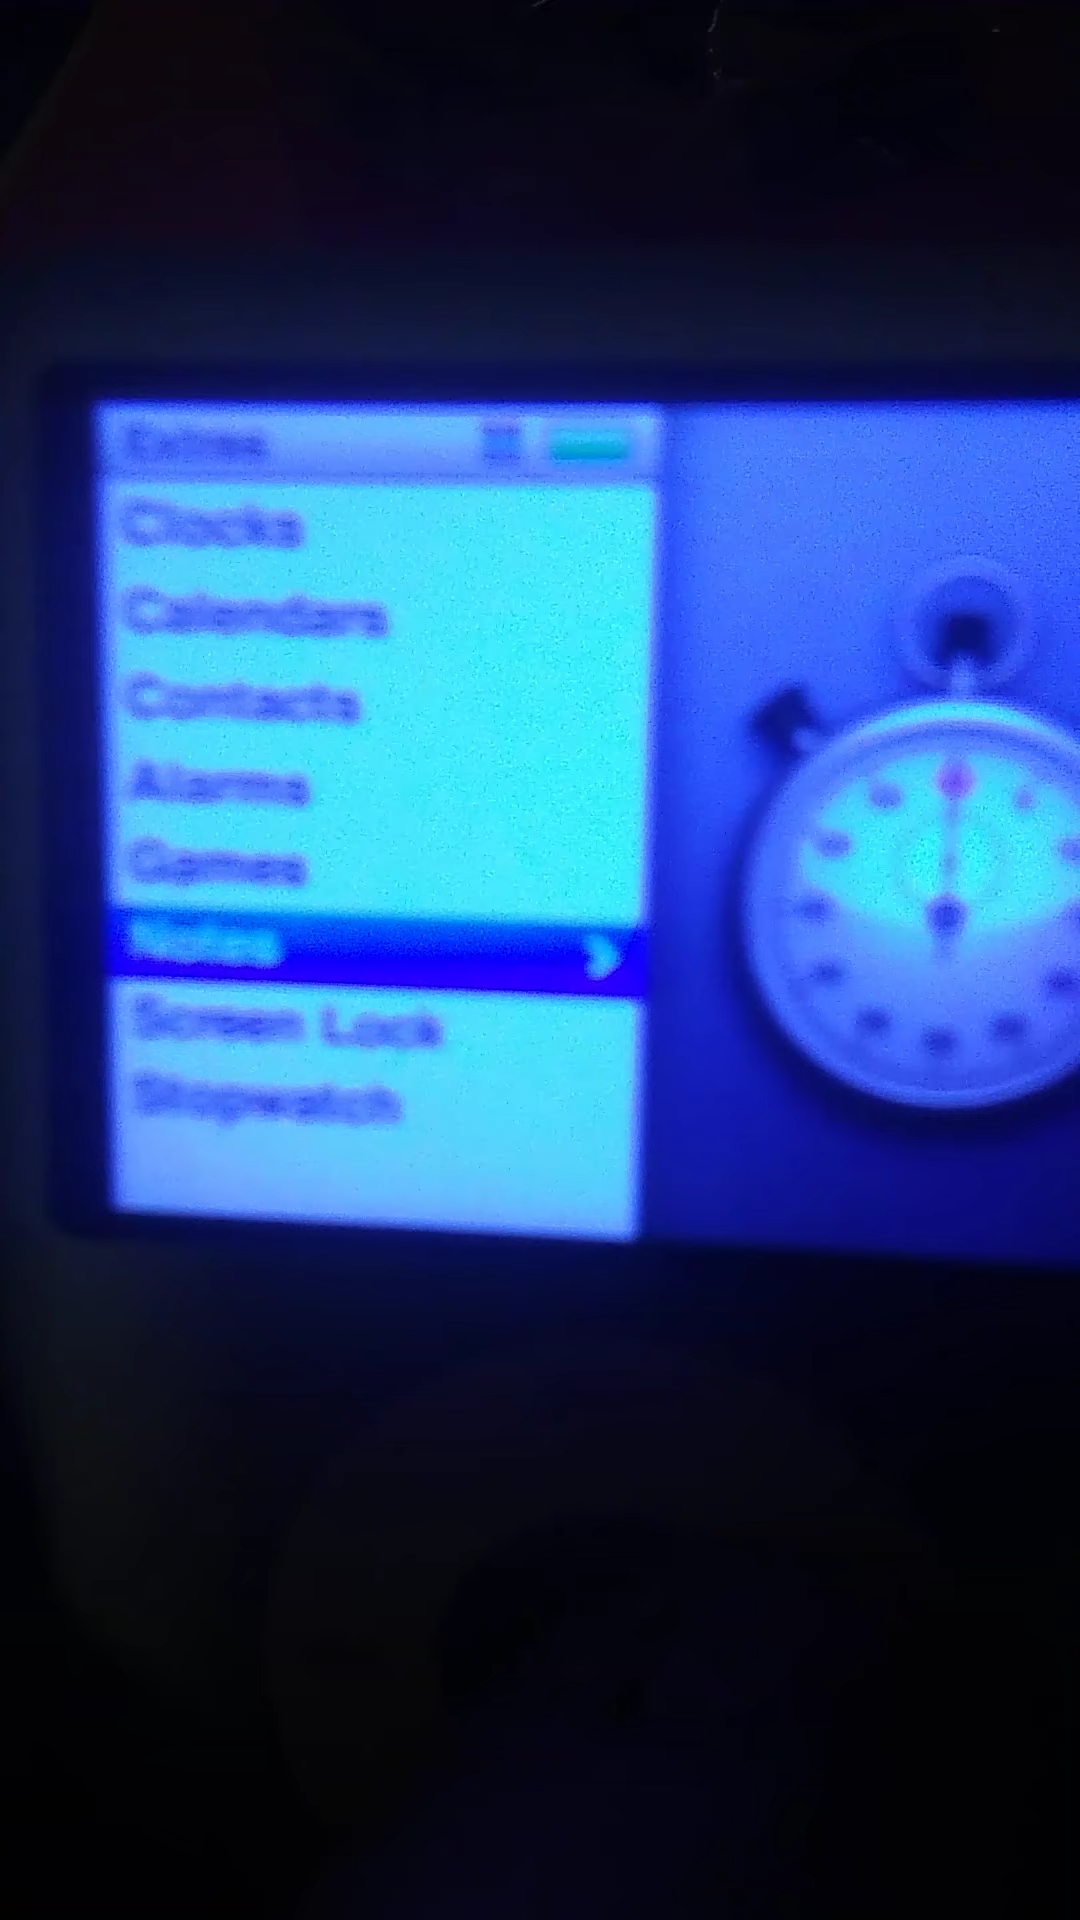 Extras
Clocks
Calendars
Contacts
Alarms
Games
Notes
Screen Lock
Stopwatch